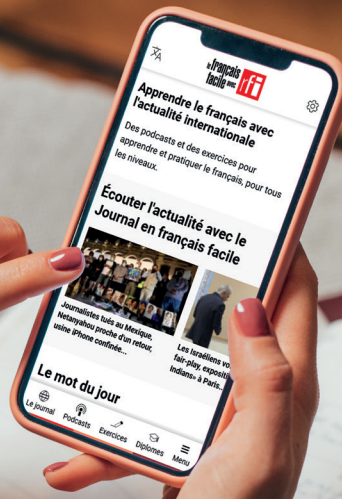 le français
facile avec
rfi
Apprendre le français avec
l'actualité internationale
Des podcasts et des exercices pour
apprendre et pratiquer le français, pour tous
les niveaux.
Écouter l'actualité avec le
Journal en français facile
Journalistes tués au Mexique,
Netanyahou proche d'un retour,
usine iPhone confinée...
Les Israéliens vo
fair-play, expositi
Indiens» à Paris..
Le mot du jour
Le journal
Podcasts
Exercices
Diplomes
Menu